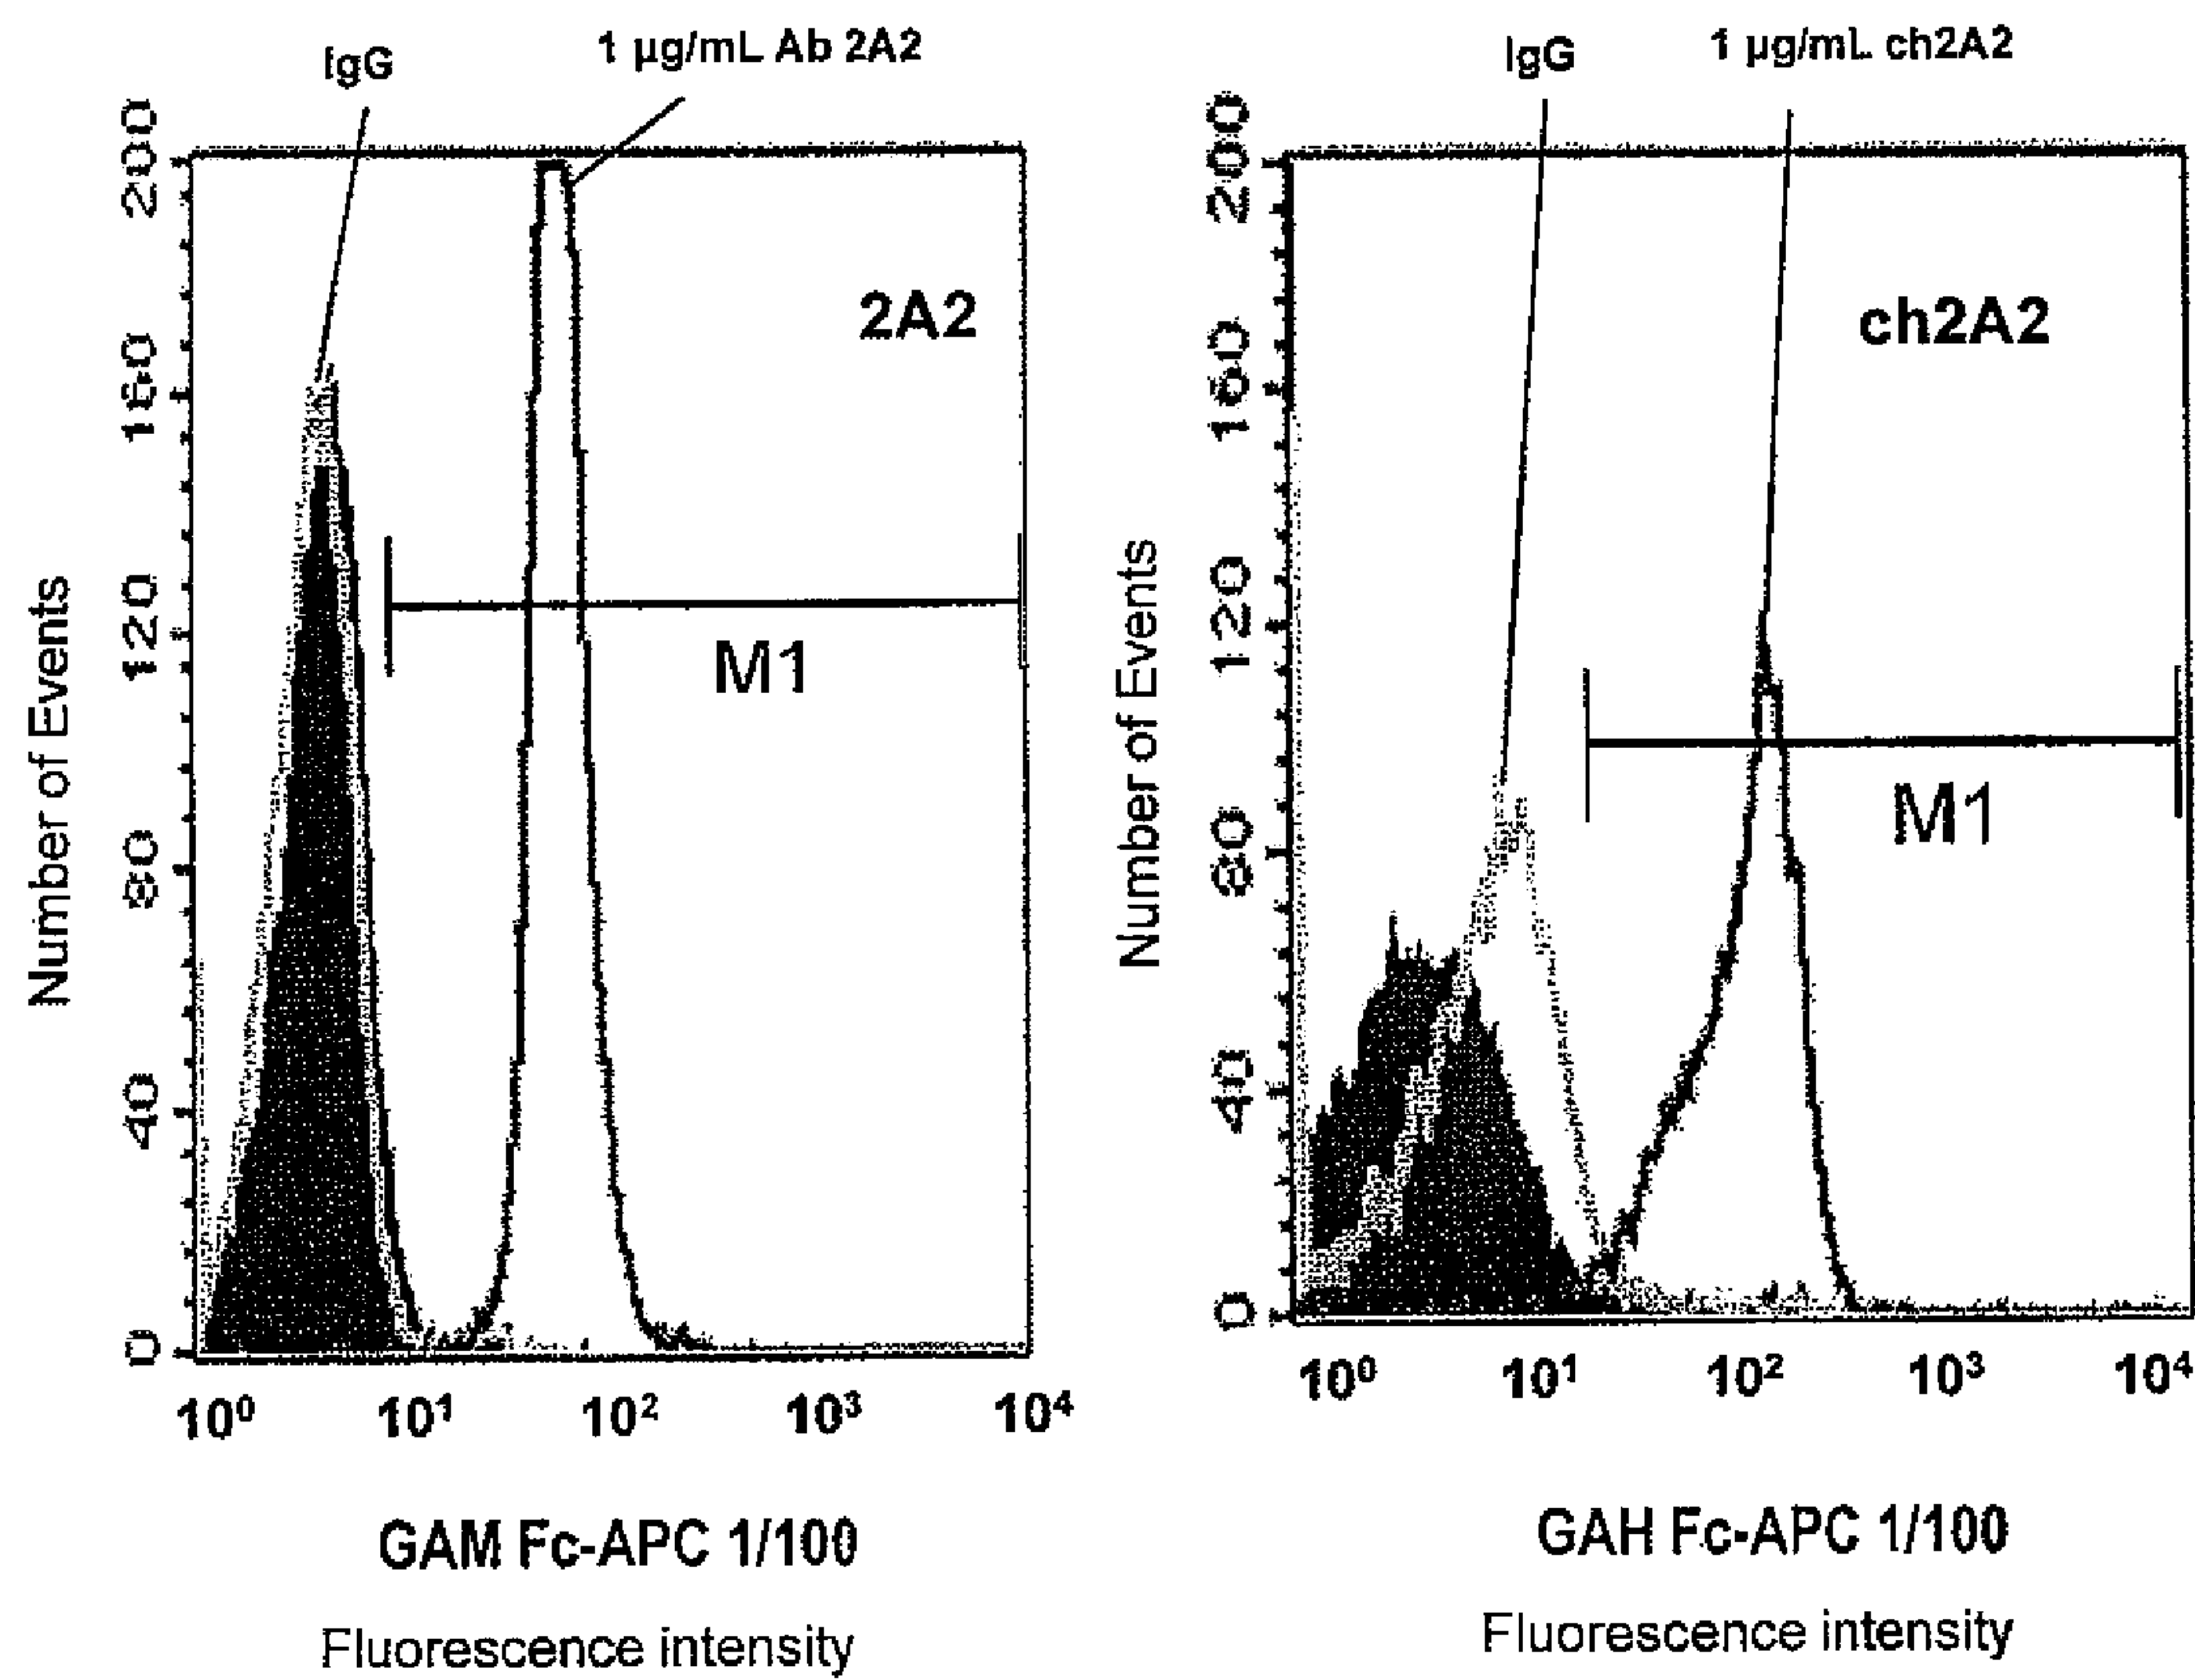 IgG
1 µg/mL Ab 2A2
200
160
120
80
40
0
Number of Events
2A2
M1
10⁰ 10¹ 10² 10³ 10⁴
GAM Fc-APC 1/100
Fluorescence intensity
IgG
1 µg/mL ch2A2
200
160
120
80
40
0
Number of Events
ch2A2
M1
10⁰ 10¹ 10² 10³ 10⁴
GAH Fc-APC 1/100
Fluorescence intensity